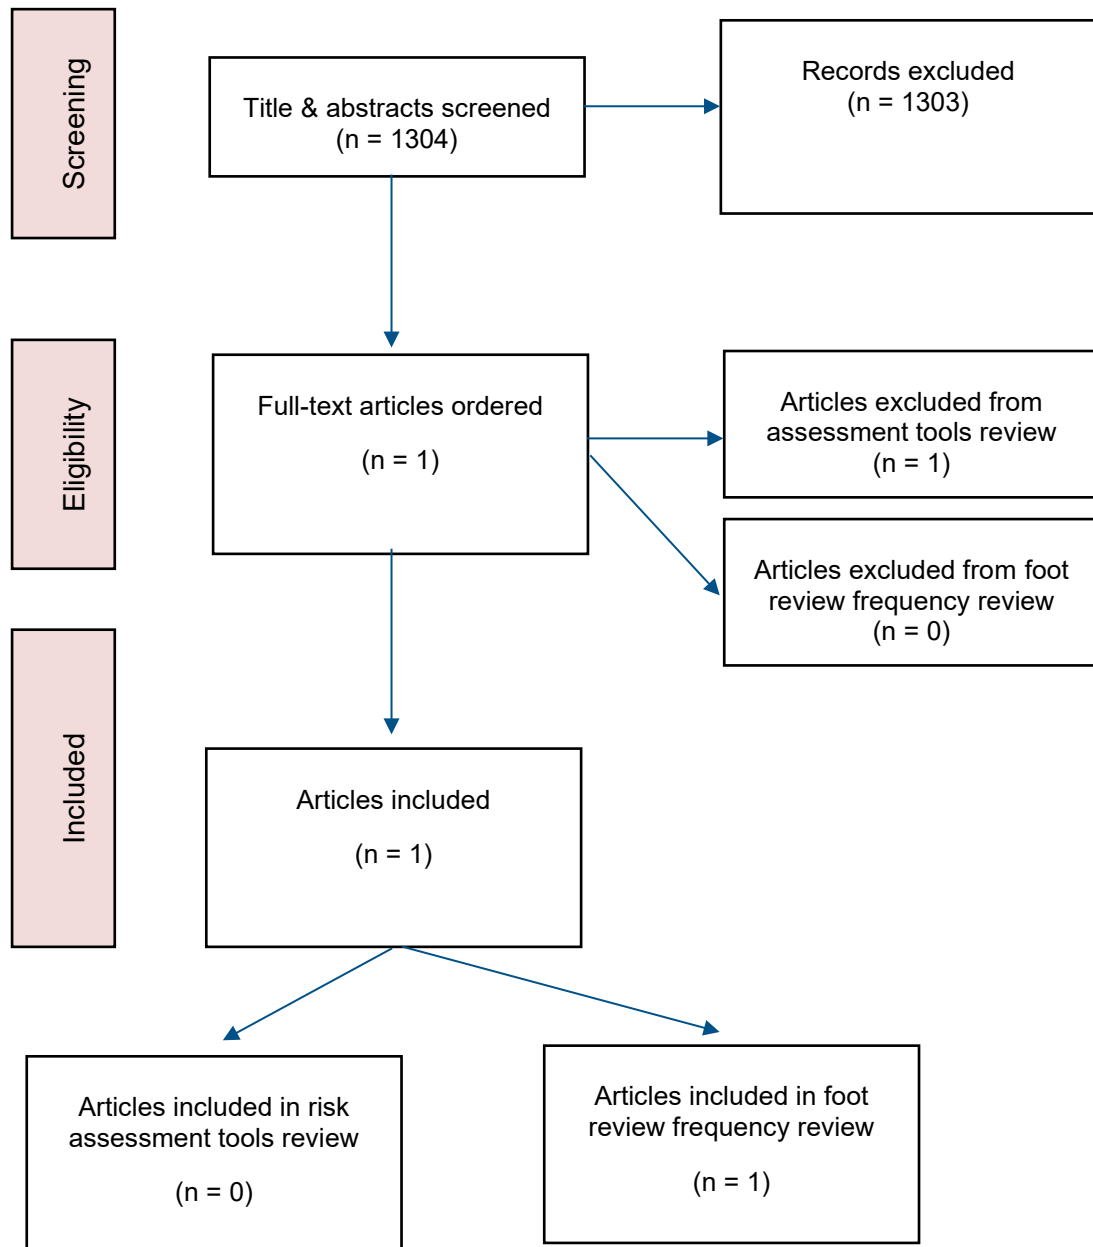 Screening
Title & abstracts screened
(n = 1304)
Records excluded
(n = 1303)
Eligibility
Full-text articles ordered
(n = 1)
Articles excluded from
assessment tools review
(n = 1)
Articles excluded from foot
review frequency review
(n = 0)
Included
Articles included
(n = 1)
Articles included in risk
assessment tools review
(n = 0)
Articles included in foot
review frequency review
(n = 1)